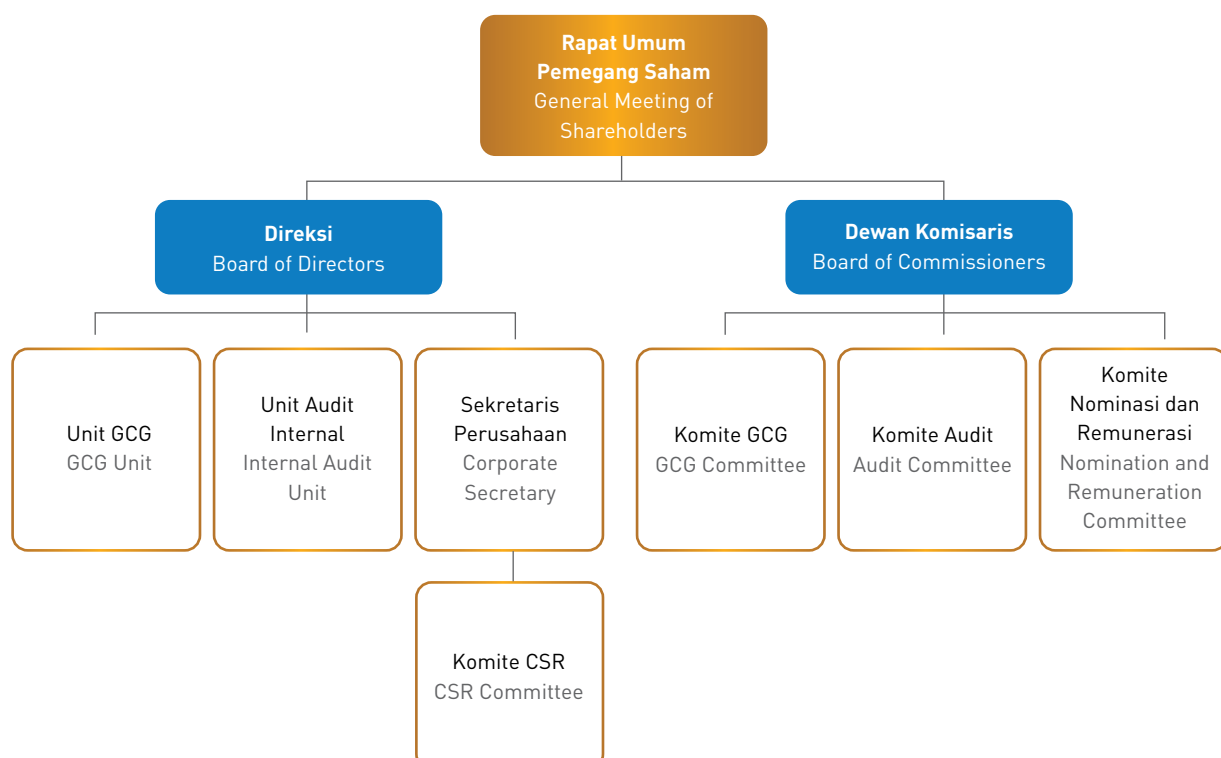 Rapat Umum
Pemegang Saham
General Meeting of
Shareholders
Direksi
Board of Directors
Dewan Komisaris
Board of Commissioners
Unit GCG
GCG Unit
Unit Audit
Internal
Internal Audit
Unit
Sekretaris
Perusahaan
Corporate
Secretary
Komite GCG
GCG Committee
Komite Audit
Audit Committee
Komite
Nominasi dan
Remunerasi
Nomination and
Remuneration
Committee
Komite CSR
CSR Committee